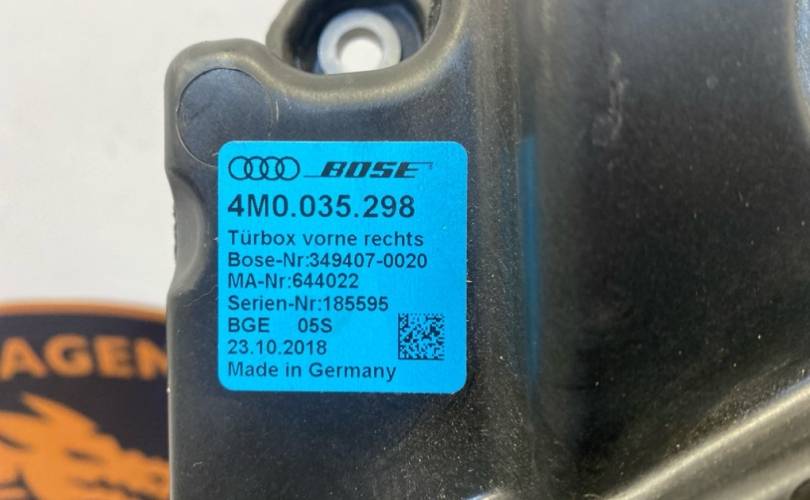 BOSE
4M0.035.298
Türbox vorne rechts
Bose-Nr:349407-0020
MA-Nr:644022
Serien-Nr:185595
BGE 05S
23.10.2018
Made in Germany
AGEN